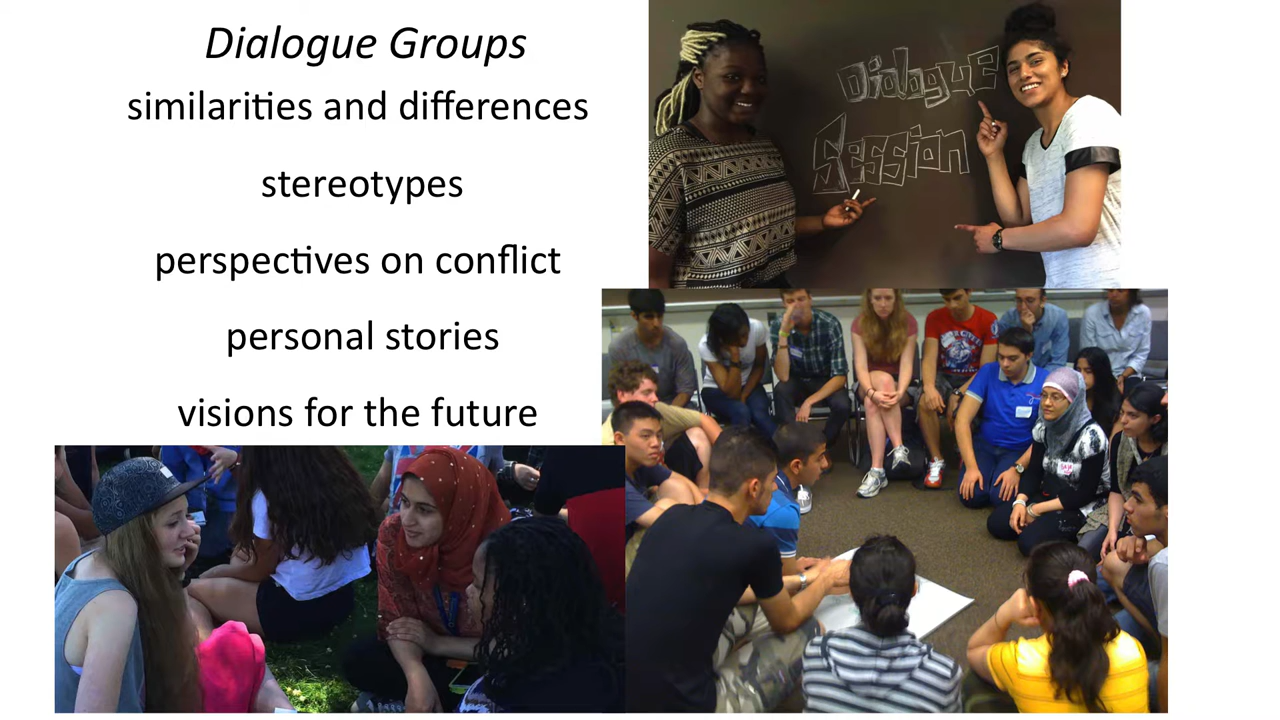 Dialogue Groups
similarities and differences
stereotypes
perspectives on conflict
personal stories
visions for the future
Dialogue
Session